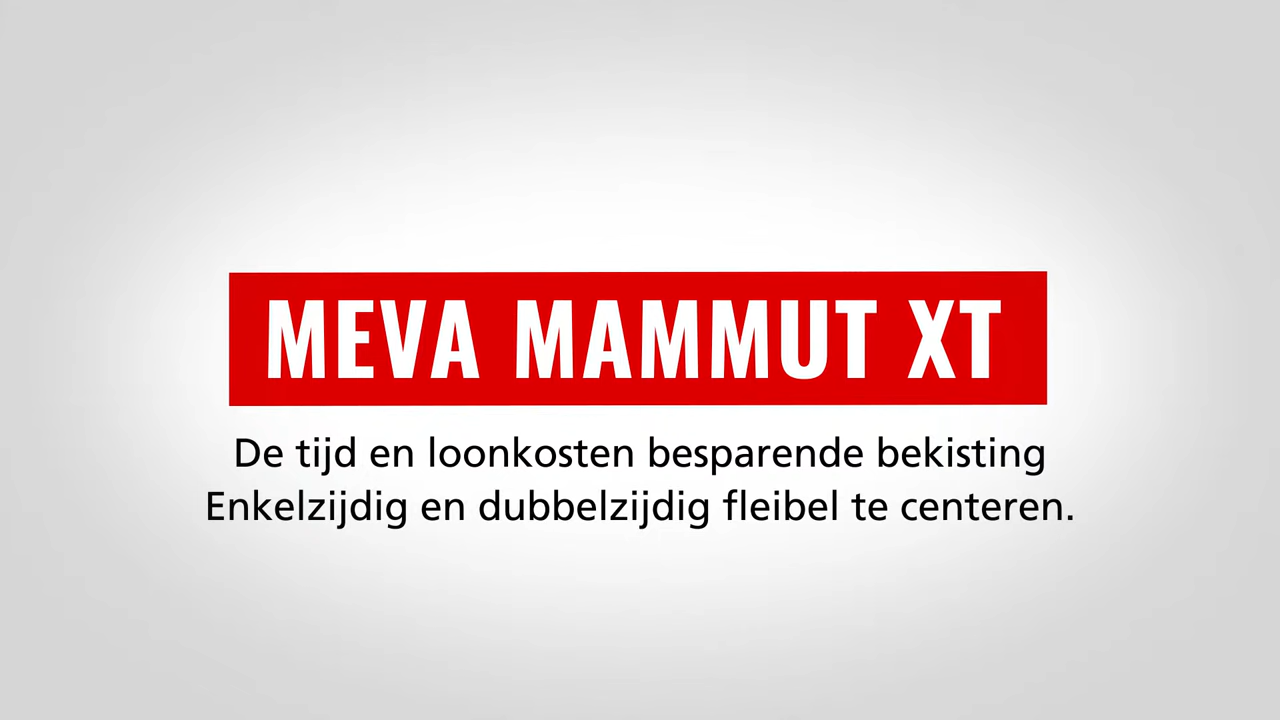 MEVA MAMMUT XT
De tijd en loonkosten besparende bekisting
Enkelzijdig en dubbelzijdig fleibel te centeren.